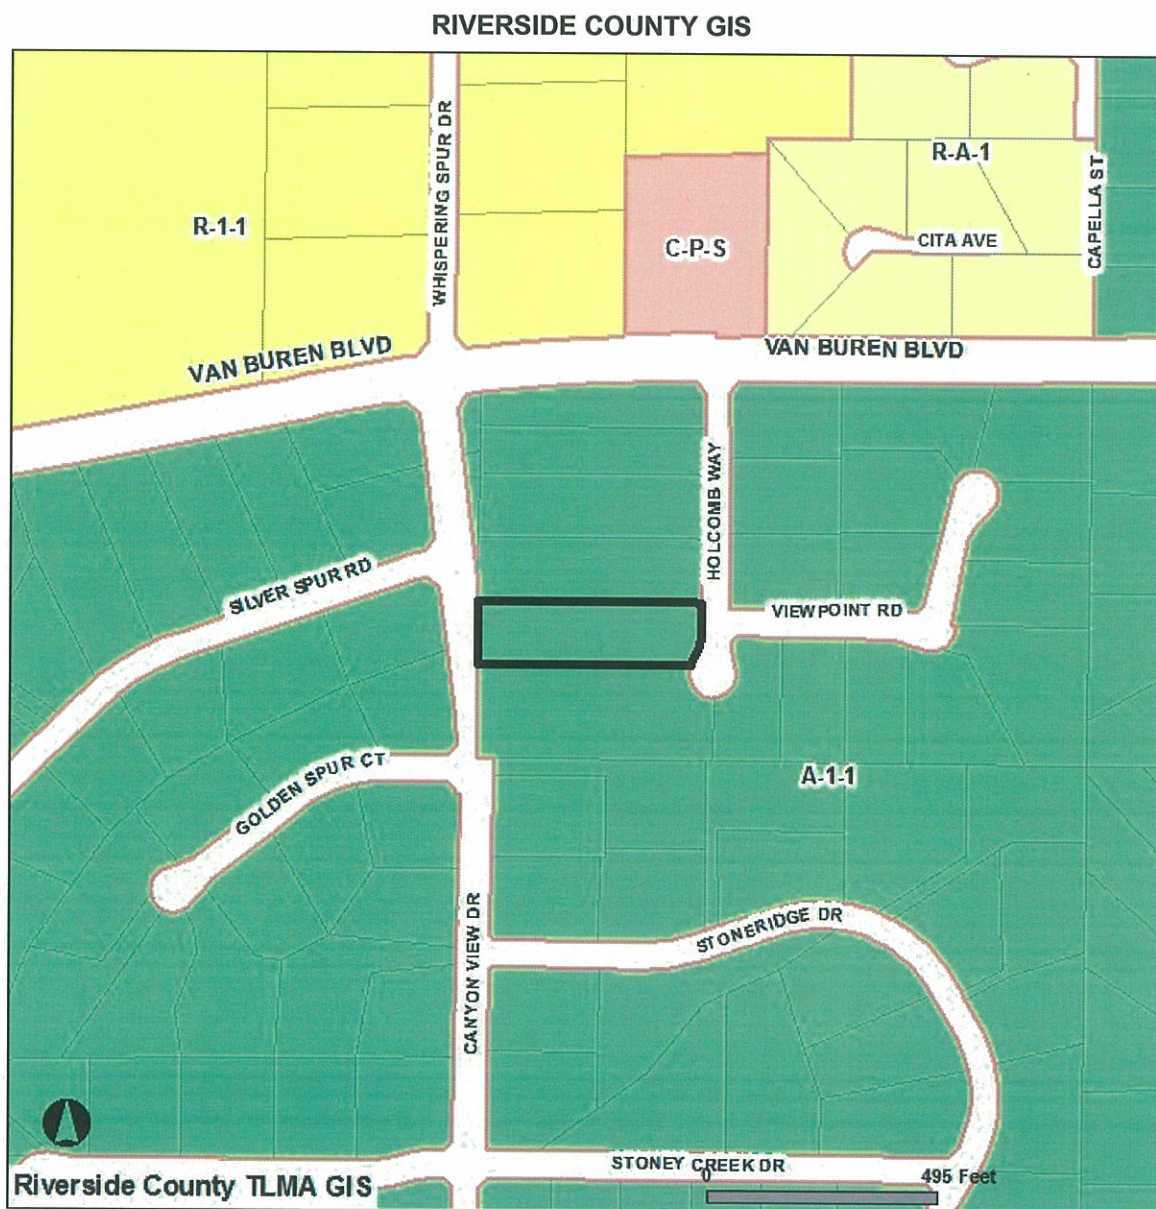 RIVERSIDE COUNTY GIS
WHISPERING SPUR DR
R-A-1
CAPELLA ST
R-1-1
C-P-S
CITA AVE
VAN BUREN BLVD
VAN BUREN BLVD
HOLCOMB WAY
SILVER SPUR RD
VIEWPOINT RD
GOLDEN SPUR CT
A-1-1
CANYON VIEW DR
STONERIDGE DR
STONEY CREEK DR
Riverside County TLMA GIS
0
495 Feet